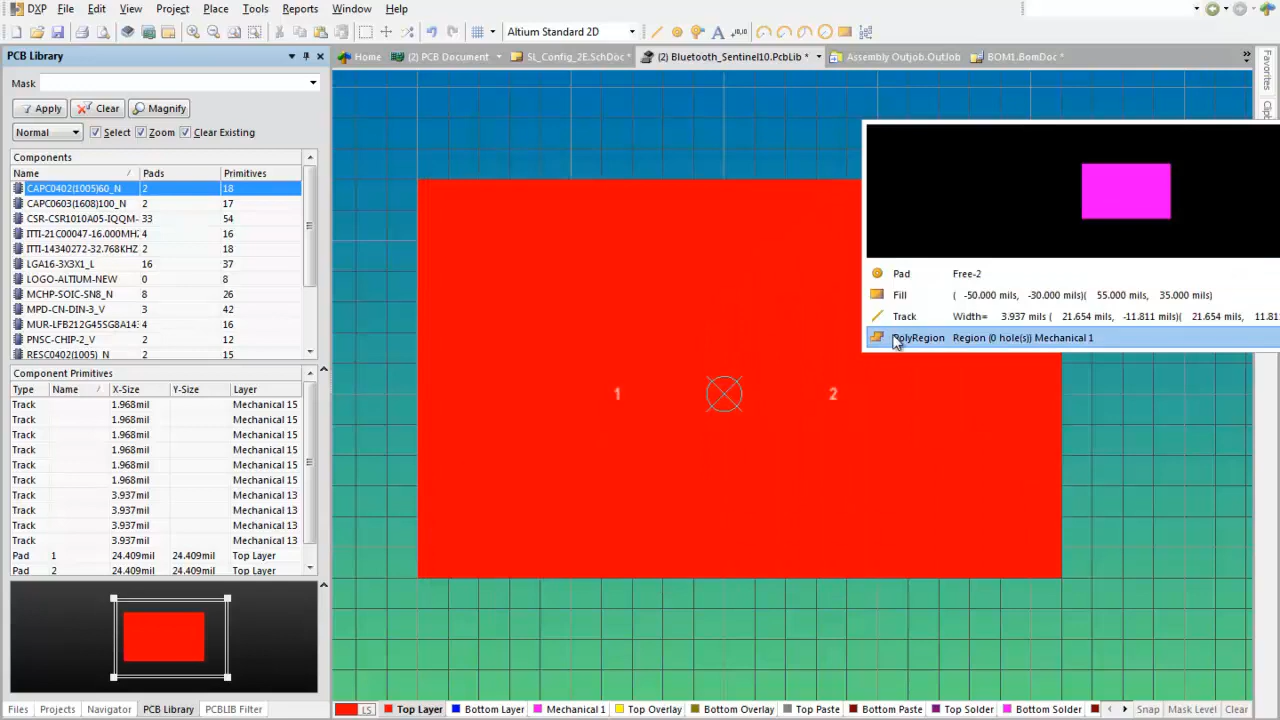 DXP File Edit View Project Place Tools Reports Window Help
Altium Standard 2D
PCB Library
Home (2) PCB Document SL_Config_2E.SchDoc * (2) Bluetooth_Sentinel10.PcbLib * Assembly Outjob.OutJob BOM1.BomDoc *
Favorites
Mask
Apply Clear Magnify
Normal Select Zoom Clear Existing
Components
Name Pads Primitives
CAPC0402(1005)60_N 2 18
CAPC0603(1608)100_N 2 17
CSR-CSR1010A05-IQQM- 33 54
ITTI-21C00047-16.000MHZ 4 16
ITTI-14340272-32.768KHZ 2 18
LGA16-3X3X1_L 16 37
LOGO-ALTIUM-NEW 0 8
MCHP-SOIC-SN8_N 8 26
MPD-CN-DIN-3_V 3 42
MUR-LFB212G45SG8A14 4 16
PNSC-CHIP-2_V 2 12
RESC0402(1005)_N 2 15
Component Primitives
Type Name X-Size Y-Size Layer
Track 1.968mil Mechanical 15
Track 1.968mil Mechanical 15
Track 1.968mil Mechanical 15
Track 1.968mil Mechanical 15
Track 1.968mil Mechanical 15
Track 1.968mil Mechanical 15
Track 3.937mil Mechanical 13
Track 3.937mil Mechanical 13
Track 3.937mil Mechanical 13
Track 3.937mil Mechanical 13
Pad 1 24.409mil 24.409mil Top Layer
Pad 2 24.409mil 24.409mil Top Layer
Pad Free-2
Fill ( -50.000 mils, -30.000 mils)( 55.000 mils, 35.000 mils)
Track Width= 3.937 mils ( 21.654 mils, -11.811 mils)( 21.654 mils, 11.81
PolyRegion Region (0 hole(s)) Mechanical 1
1 2
Files Projects Navigator PCB Library PCBLIB Filter
LS Top Layer Bottom Layer Mechanical 1 Top Overlay Bottom Overlay Top Paste Bottom Paste Top Solder Bottom Solder Snap Mask Level Clear